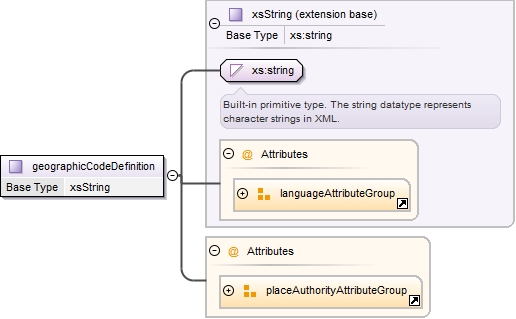 xsString (extension base)
Base Type xs:string
xs:string
Built-in primitive type. The string datatype represents
character strings in XML.
@ Attributes
languageAttributeGroup
geographicCodeDefinition
Base Type xsString
@ Attributes
placeAuthorityAttributeGroup